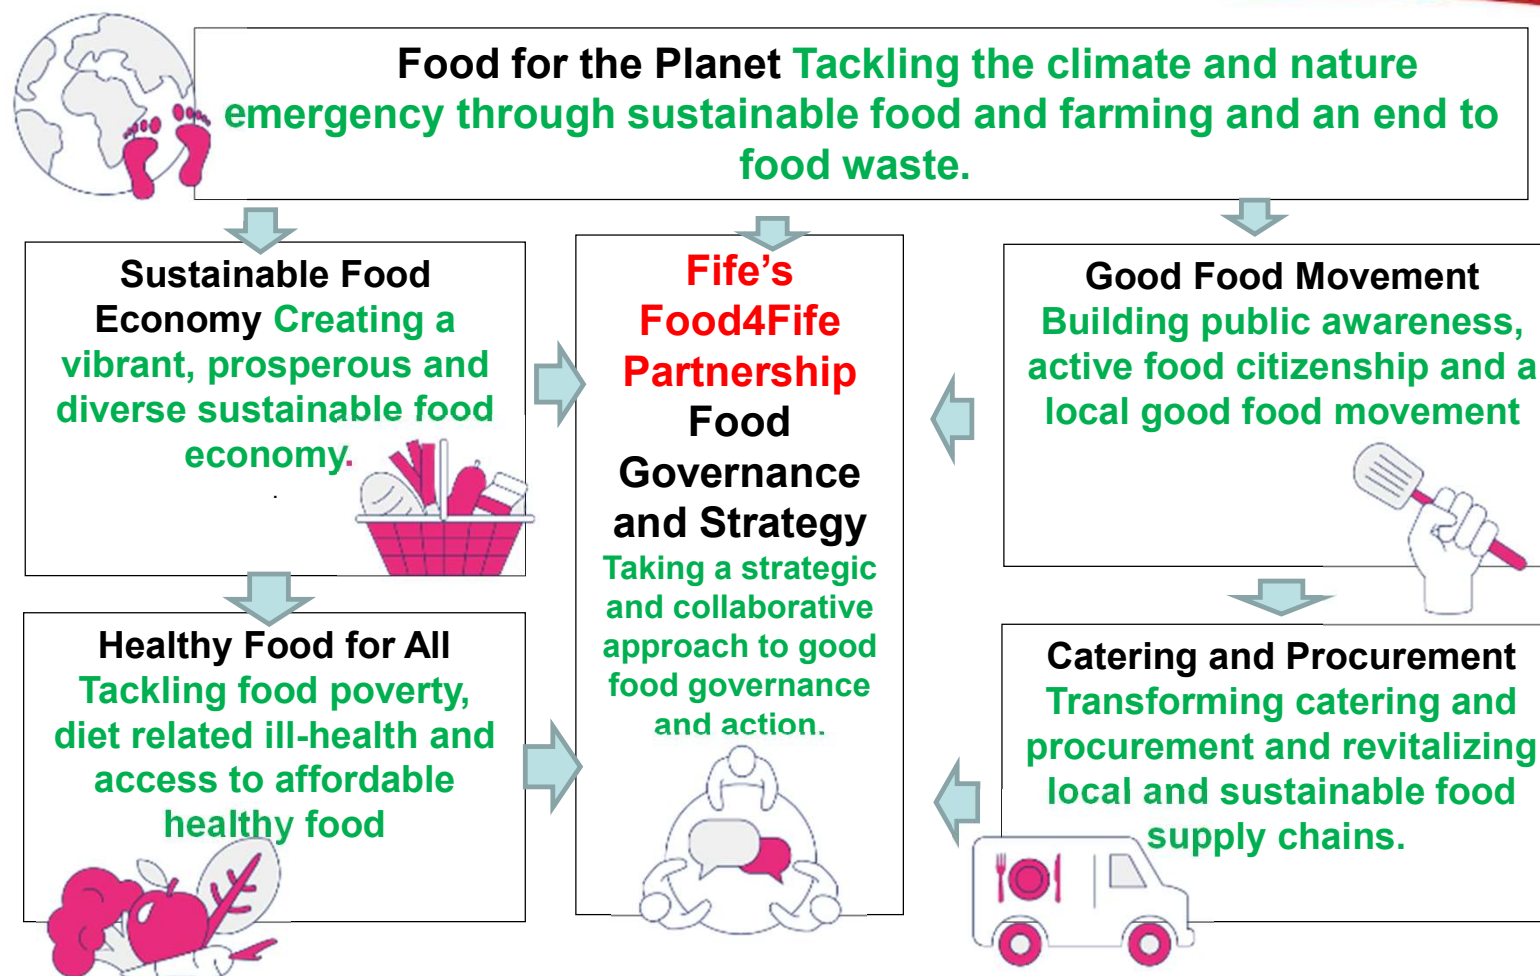 Food for the Planet Tackling the climate and nature
emergency through sustainable food and farming and an end to
food waste.
Sustainable Food
Economy Creating a
vibrant, prosperous and
diverse sustainable food
economy.
.
Healthy Food for All
Tackling food poverty,
diet related ill-health and
access to affordable
healthy food
Fife’s
Food4Fife
Partnership
Food
Governance
and Strategy
Taking a strategic
and collaborative
approach to good
food governance
and action.
Good Food Movement
Building public awareness,
active food citizenship and a
local good food movement
Catering and Procurement
Transforming catering and
procurement and revitalizing
local and sustainable food
supply chains.